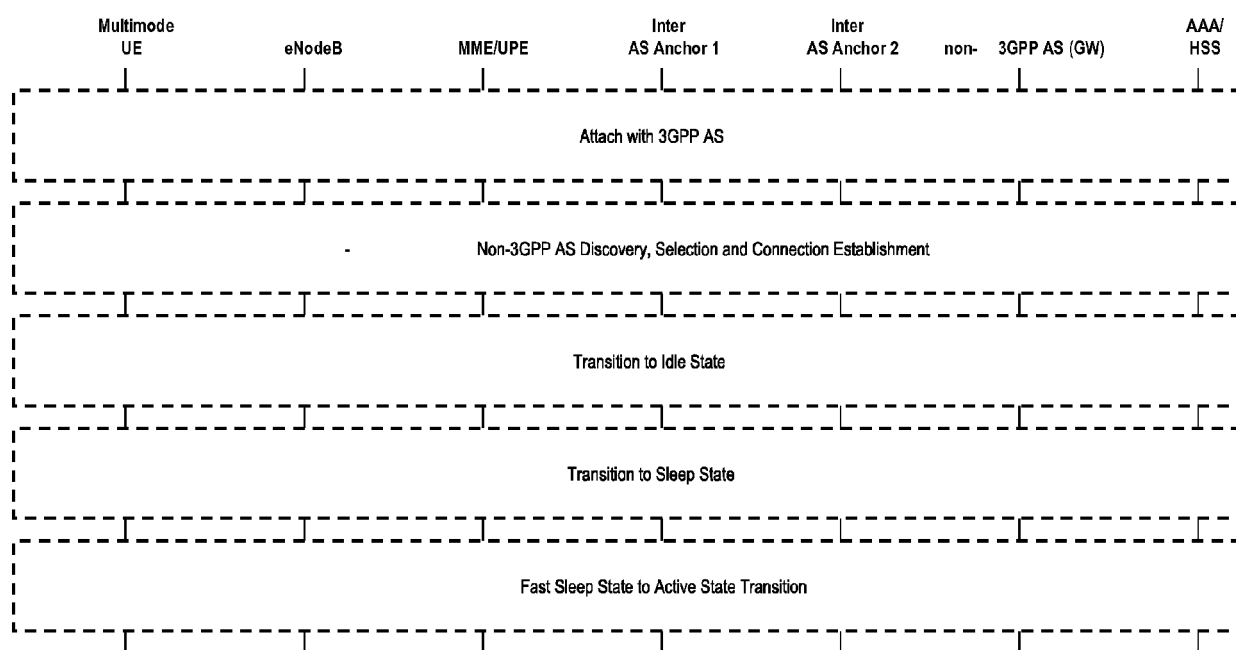 Multimode Inter Inter AAA/
UE eNodeB MME/UPE AS Anchor 1 AS Anchor 2 non- 3GPP AS (GW) HSS
Attach with 3GPP AS
- Non-3GPP AS Discovery, Selection and Connection Establishment
Transition to Idle State
Transition to Sleep State
Fast Sleep State to Active State Transition